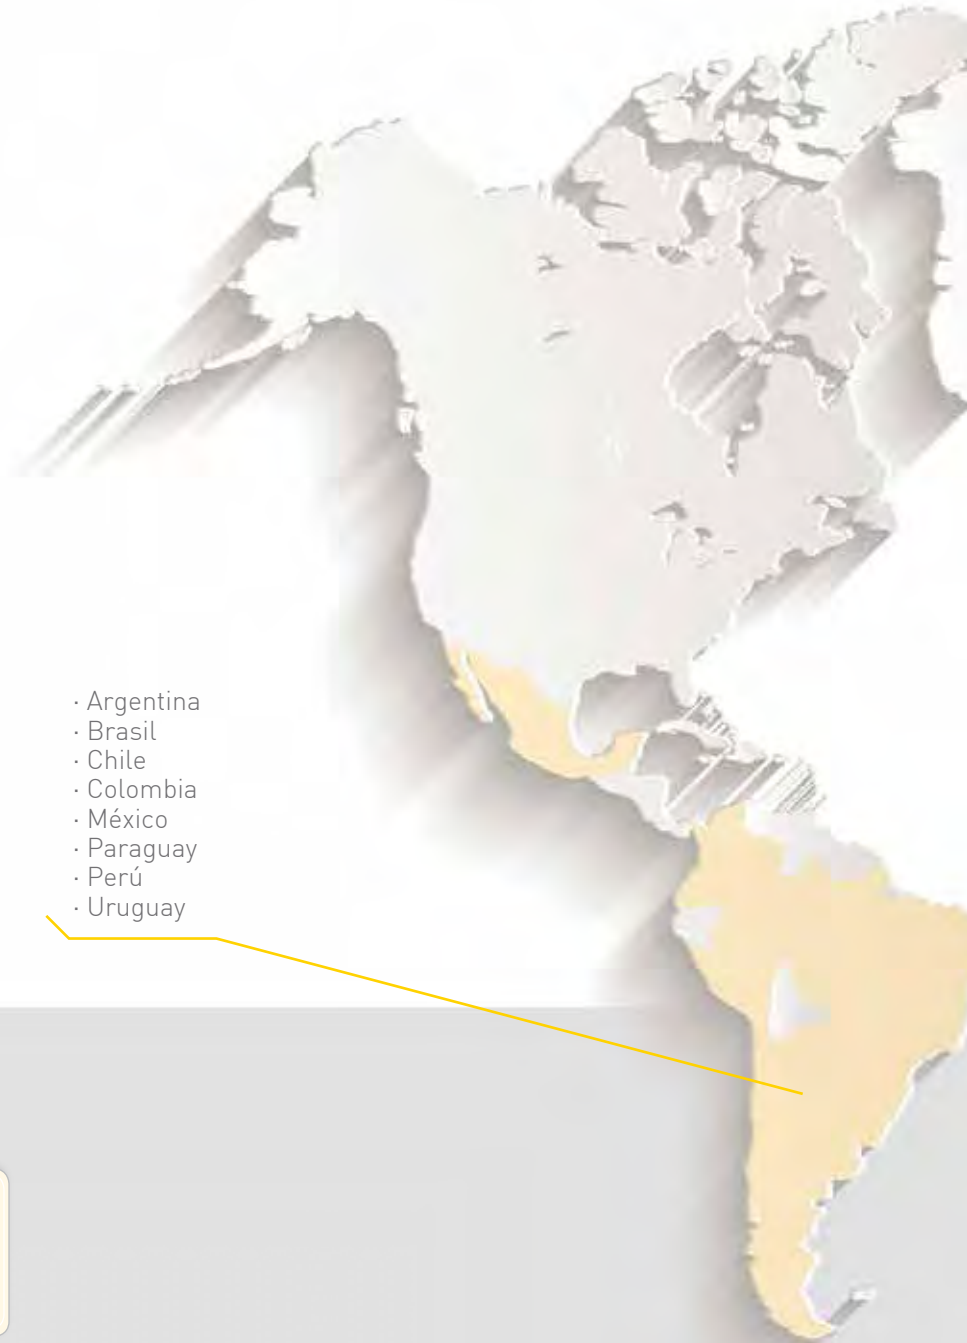 · Argentina
· Brasil
· Chile
· Colombia
· México
· Paraguay
· Perú
· Uruguay